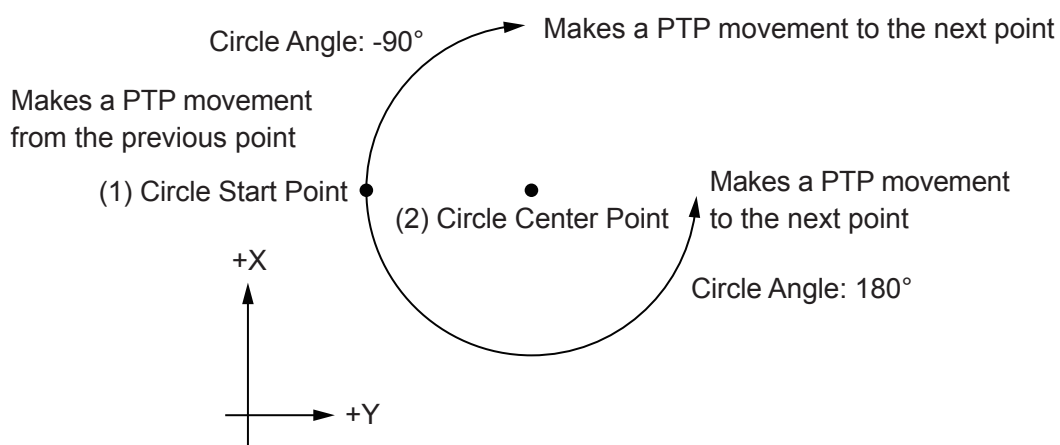 Circle Angle: -90°
Makes a PTP movement to the next point
Makes a PTP movement
from the previous point
(1) Circle Start Point
(2) Circle Center Point
Makes a PTP movement
to the next point
Circle Angle: 180°
+X
+Y